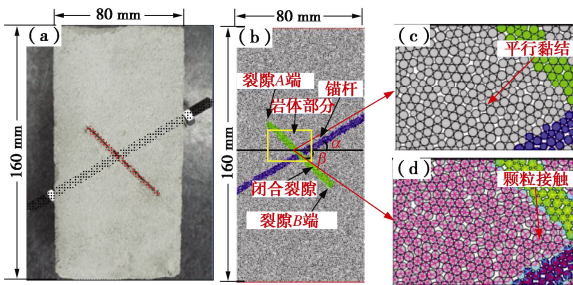 80 mm
80 mm
(a)
(b)
(c)
(d)
160 mm
160 mm
裂隙A端
岩体部分
锚杆
α
β
闭合裂隙
裂隙B端
平行黏结
颗粒接触